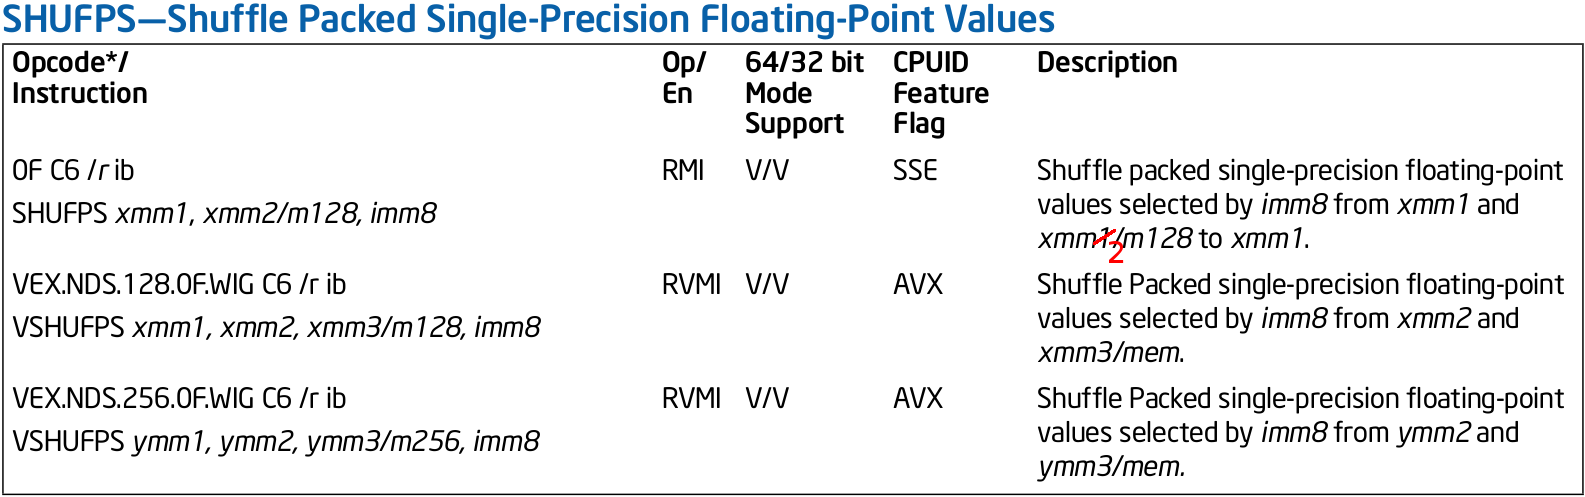 SHUFPS—Shuffle Packed Single-Precision Floating-Point Values
Opcode*/ Op/ 64/32 bit CPUID Description
Instruction En Mode Feature
Support Flag
0F C6 /r ib RMI V/V SSE Shuffle packed single-precision floating-point
SHUFPS xmm1, xmm2/m128, imm8 values selected by imm8 from xmm1 and
xmm1/m128 to xmm1.
2
VEX.NDS.128.0F.WIG C6 /r ib RVMI V/V AVX Shuffle Packed single-precision floating-point
VSHUFPS xmm1, xmm2, xmm3/m128, imm8 values selected by imm8 from xmm2 and
xmm3/mem.
VEX.NDS.256.0F.WIG C6 /r ib RVMI V/V AVX Shuffle Packed single-precision floating-point
VSHUFPS ymm1, ymm2, ymm3/m256, imm8 values selected by imm8 from ymm2 and
ymm3/mem.